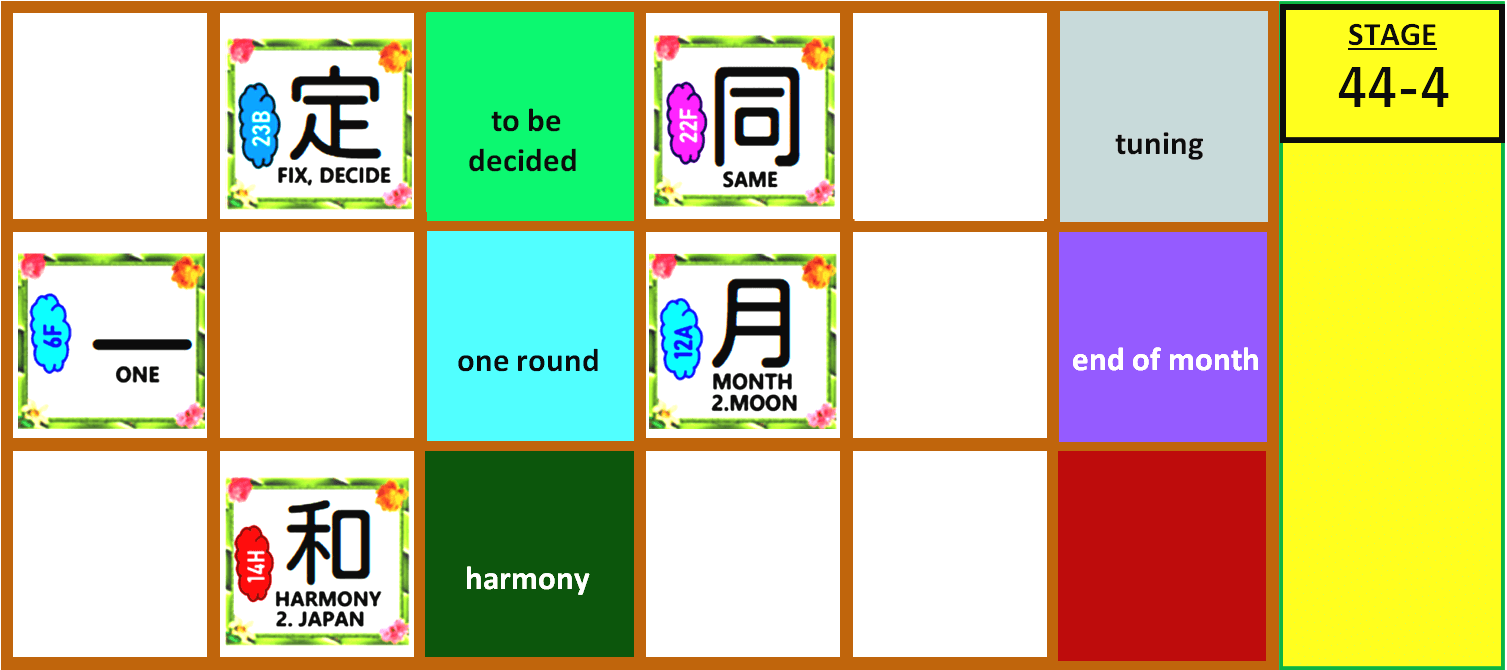 23B
定
FIX, DECIDE
to be
decided
22F
同
SAME
tuning
STAGE
44-4
6F
一
ONE
one round
12A
月
MONTH
2.MOON
end of month
14H
和
HARMONY
2. JAPAN
harmony